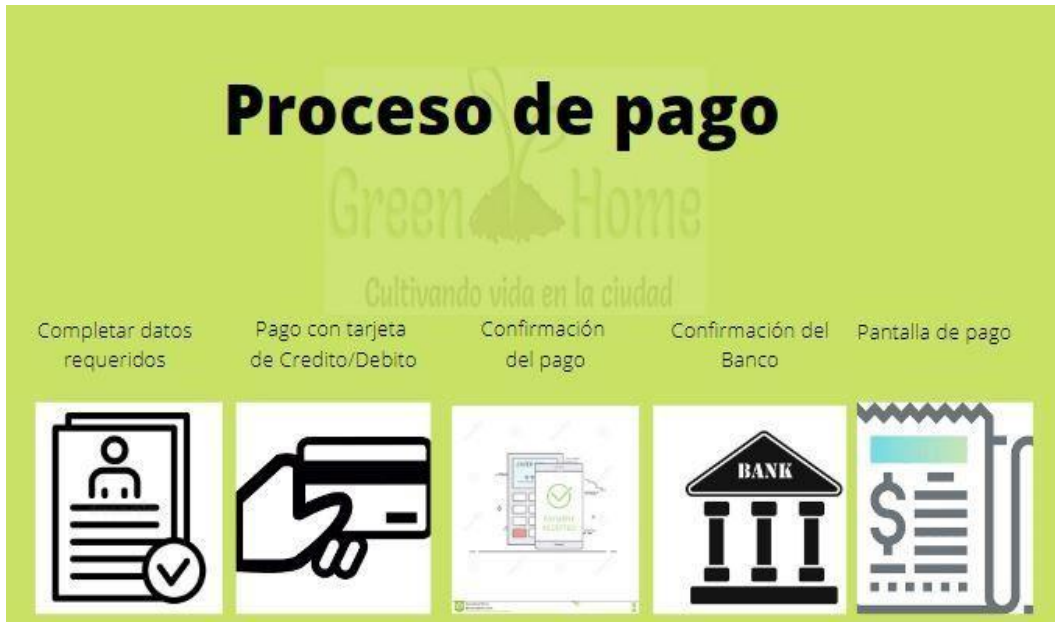 Proceso de pago
Green Home
Cultivando vida en la ciudad
Completar datos
requeridos
Pago con tarjeta
de Credito/Debito
Confirmación
del pago
Confirmación del
Banco
Pantalla de pago
BANK